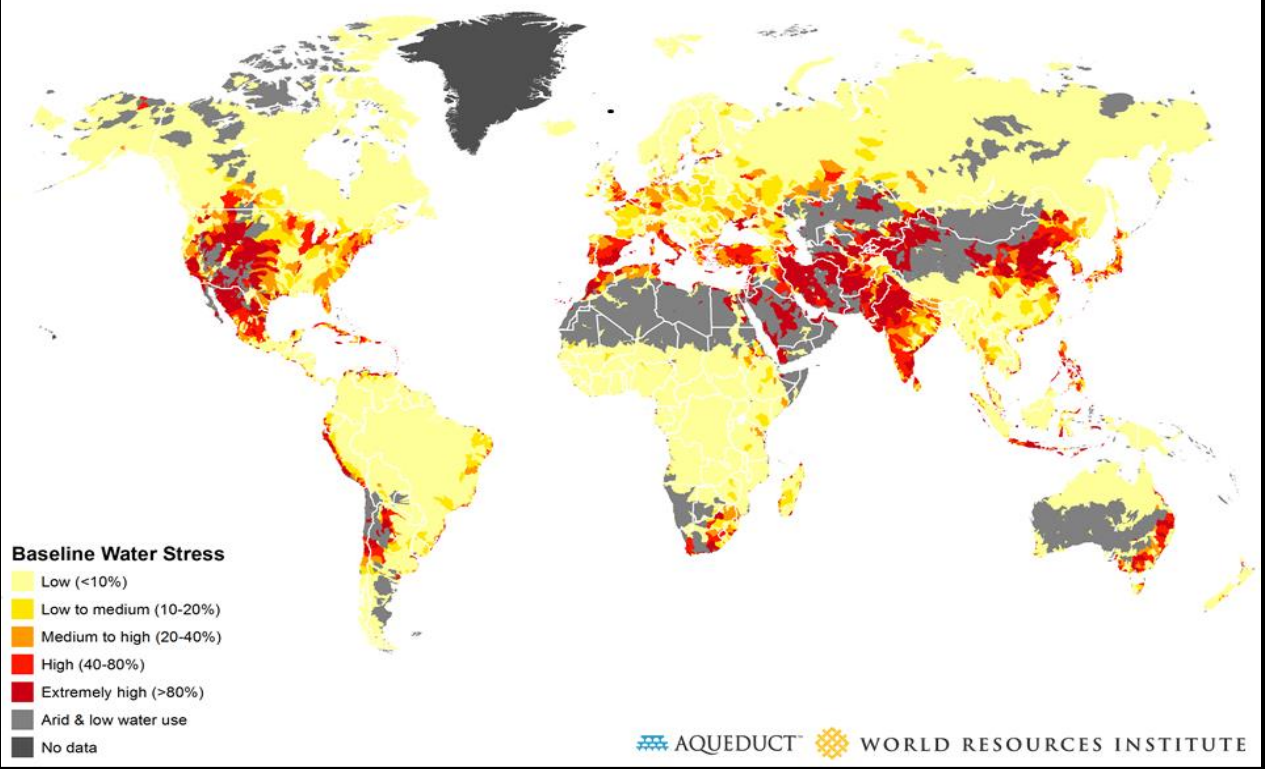 Baseline Water Stress
Low (<10%)
Low to medium (10-20%)
Medium to high (20-40%)
High (40-80%)
Extremely high (>80%)
Arid & low water use
No data
AQUEDUCT™ WORLD RESOURCES INSTITUTE